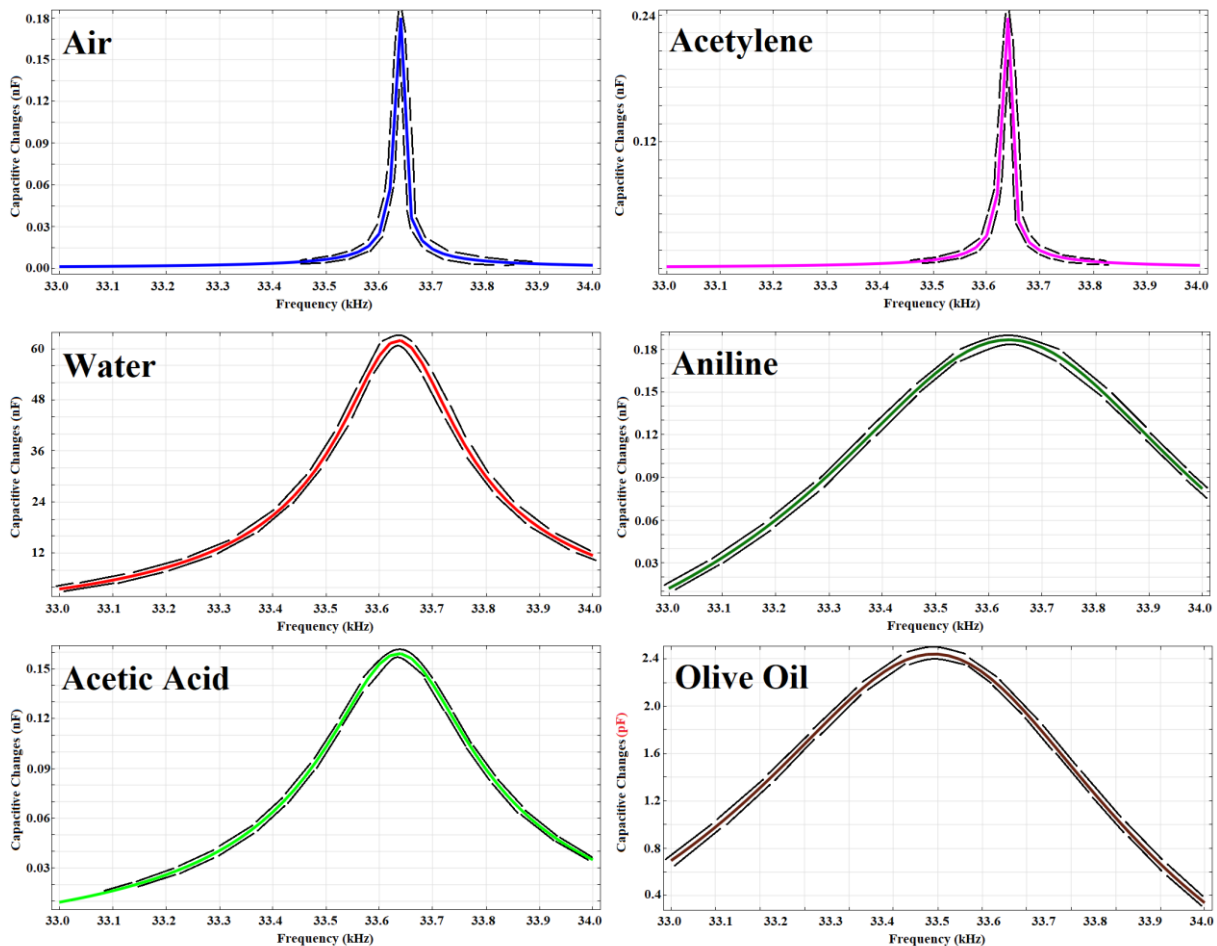 Air
Capacitive Changes (nF)
0.18
0.15
0.12
0.06
0.03
0.00
33.0 33.1 33.2 33.3 33.4 33.5 33.6 33.7 33.8 33.9 34.0
Frequency (kHz)
Acetylene
Capacitive Changes (nF)
0.24
0.12
0.00
33.0 33.1 33.2 33.3 33.4 33.5 33.6 33.7 33.8 33.9 34.0
Frequency (kHz)
Water
Capacitive Changes (nF)
60
48
36
24
12
33.0 33.1 33.2 33.3 33.4 33.5 33.6 33.7 33.8 33.9 34.0
Frequency (kHz)
Aniline
Capacitive Changes (nF)
0.18
0.15
0.12
0.09
0.06
0.03
33.0 33.1 33.2 33.3 33.4 33.5 33.6 33.7 33.8 33.9 34.0
Frequency (kHz)
Acetic Acid
Capacitive Changes (nF)
0.15
0.12
0.09
0.06
0.03
33.0 33.1 33.2 33.3 33.4 33.5 33.6 33.7 33.8 33.9 34.0
Frequency (kHz)
Olive Oil
Capacitive Changes (pF)
2.4
2.0
1.6
1.2
0.8
0.4
33.0 33.1 33.2 33.3 33.4 33.5 33.6 33.7 33.8 33.9 34.0
Frequency (kHz)